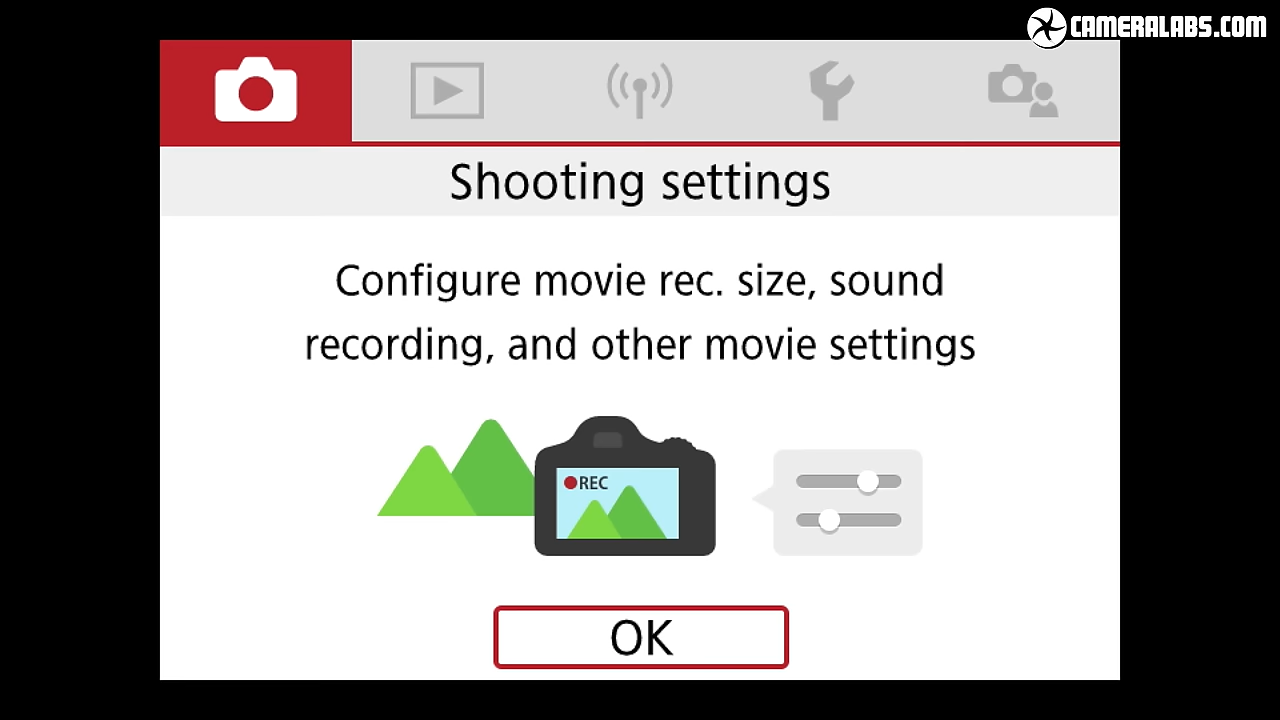 CAMERALABS.COM
Shooting settings
Configure movie rec. size, sound
recording, and other movie settings
REC
OK